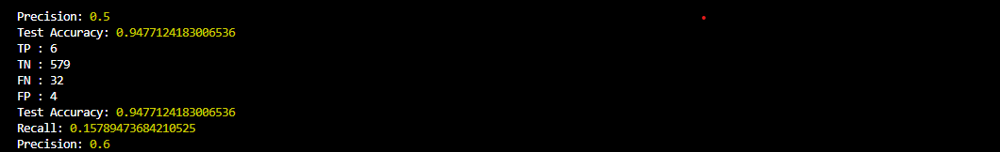 Precision: 0.5
Test Accuracy: 0.9477124183006536
TP : 6
TN : 579
FN : 32
FP : 4
Test Accuracy: 0.9477124183006536
Recall: 0.15789473684210525
Precision: 0.6